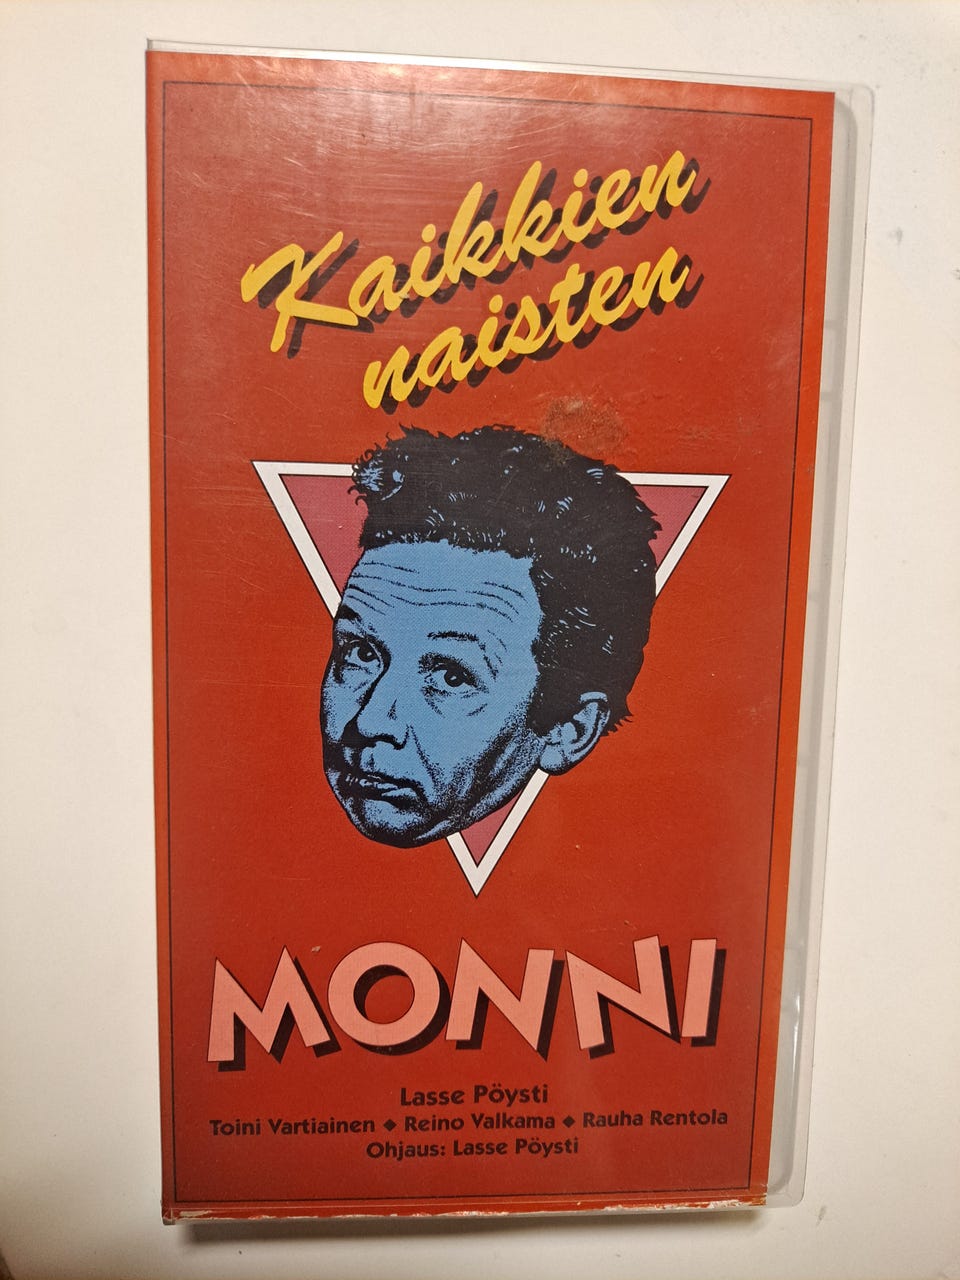 Kaikkien
naisten
MONNI
Lasse Pöysti
Toini Vartiainen ◆ Reino Valkama ◆ Rauha Rentola
Ohjaus: Lasse Pöysti